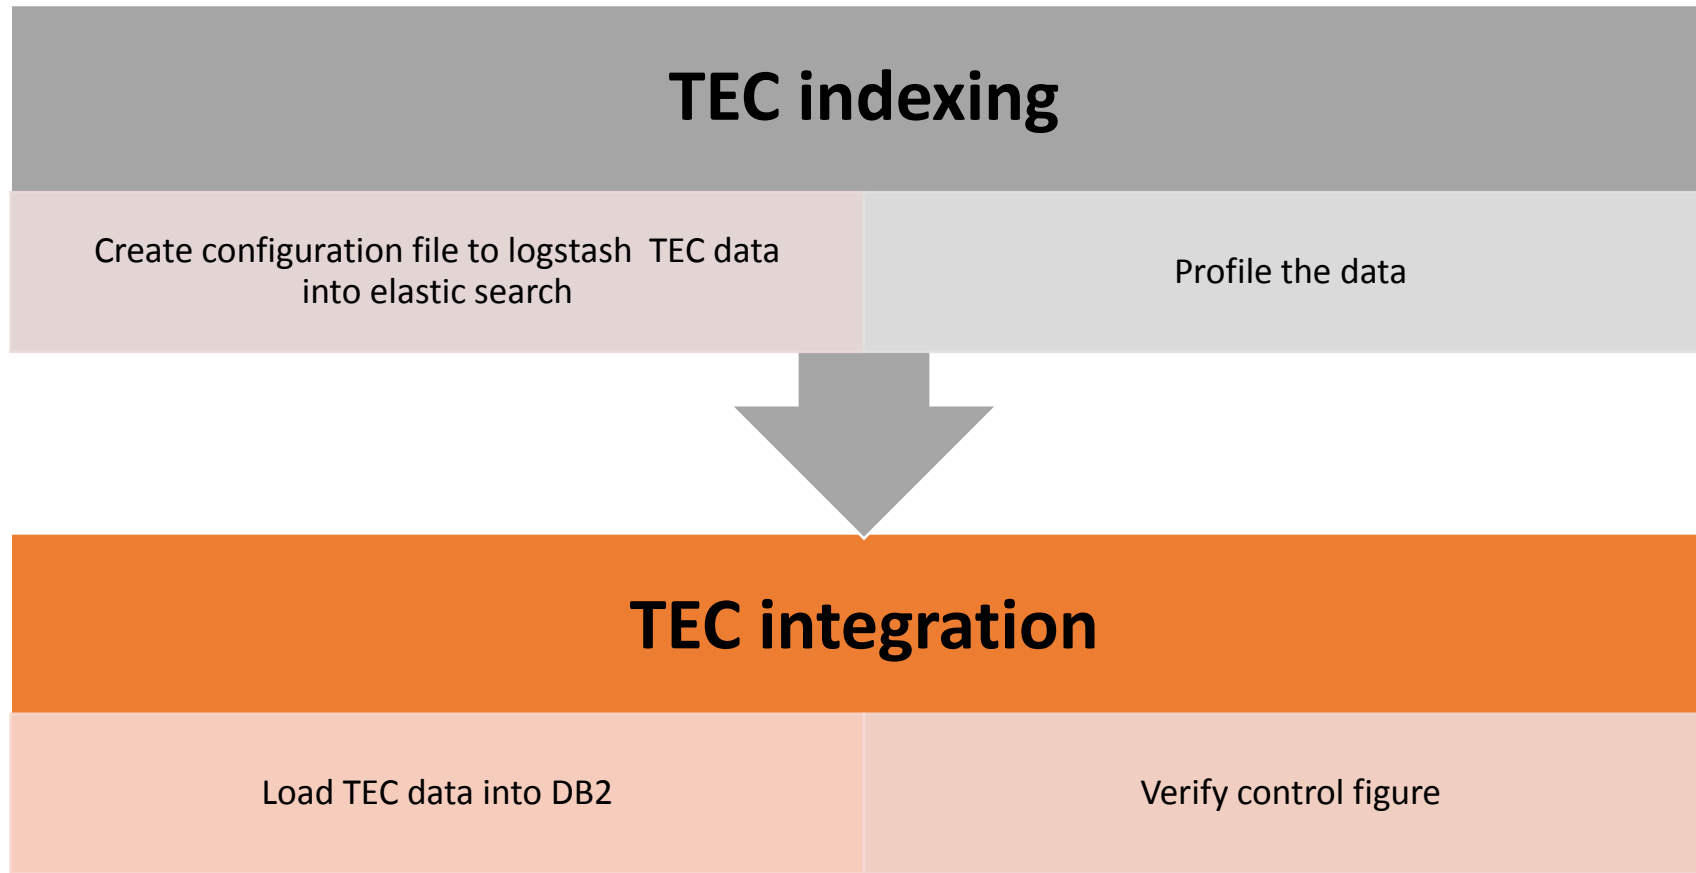 TEC indexing
Create configuration file to logstash  TEC data
into elastic search
Profile the data
TEC integration
Load TEC data into DB2
Verify control figure